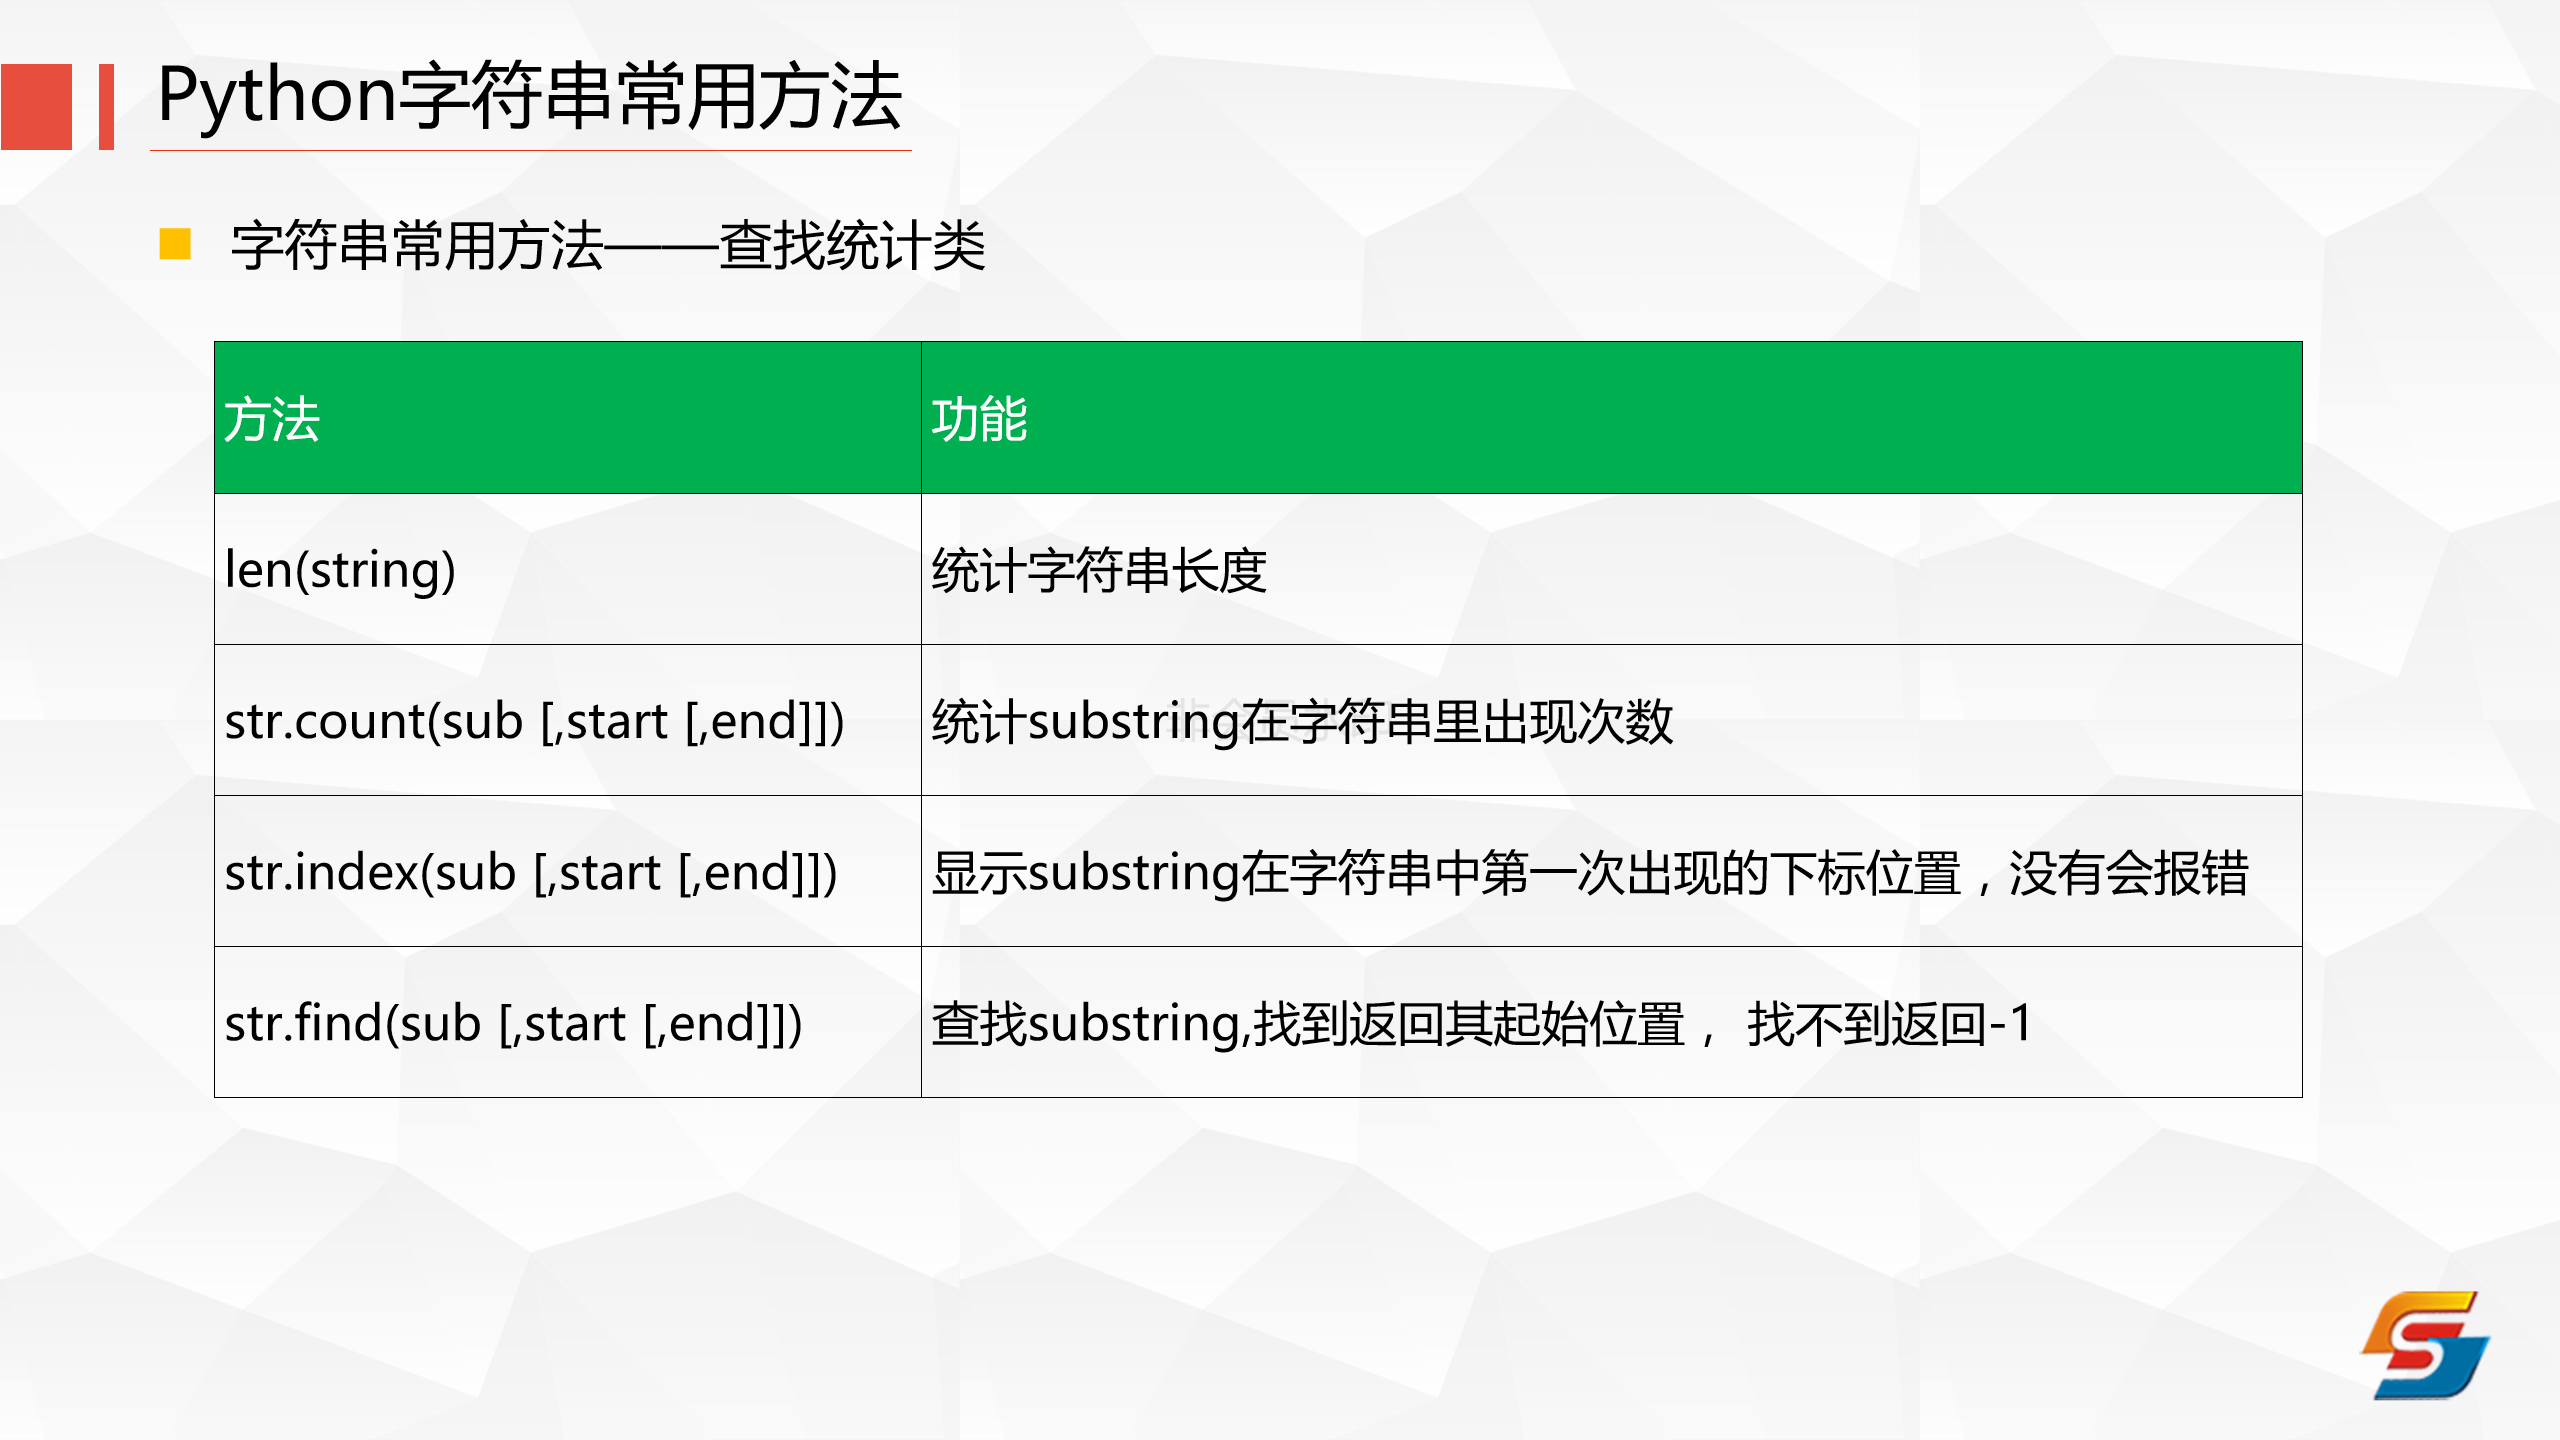 Python字符串常用方法
字符串常用方法——查找统计类
方法 功能
len(string) 统计字符串长度
str.count(sub [,start [,end]]) 统计substring在字符串里出现次数
str.index(sub [,start [,end]]) 显示substring在字符串中第一次出现的下标位置，没有会报错
str.find(sub [,start [,end]]) 查找substring,找到返回其起始位置， 找不到返回-1